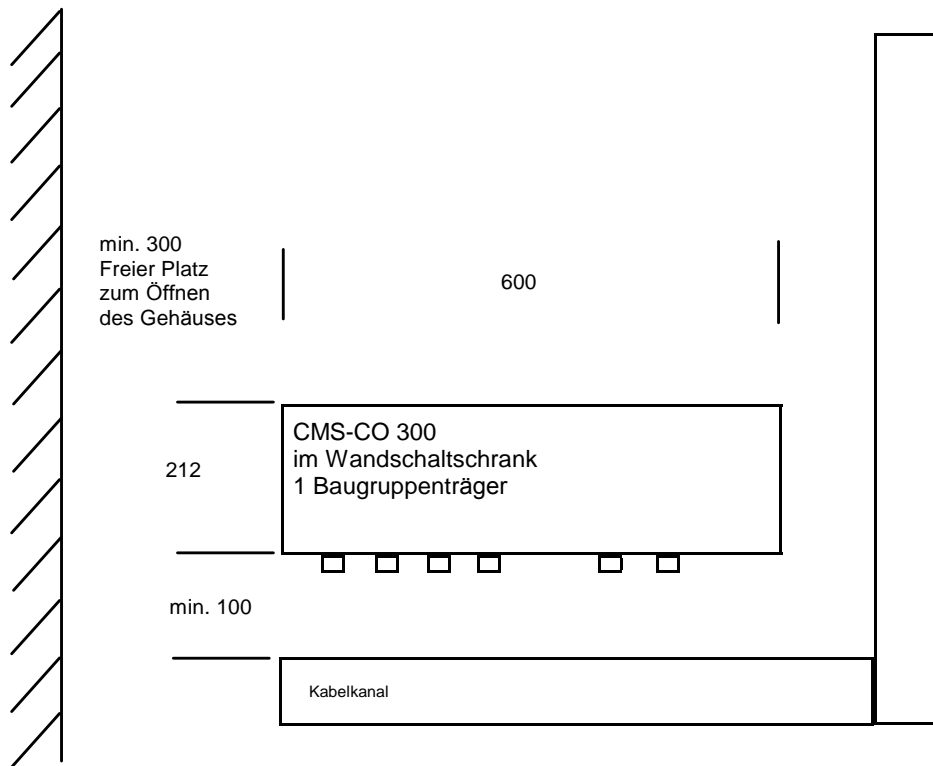 min. 300
Freier Platz
zum Öffnen
des Gehäuses
600
CMS-CO 300
im Wandschaltschrank
1 Baugruppenträger
212
min. 100
Kabelkanal